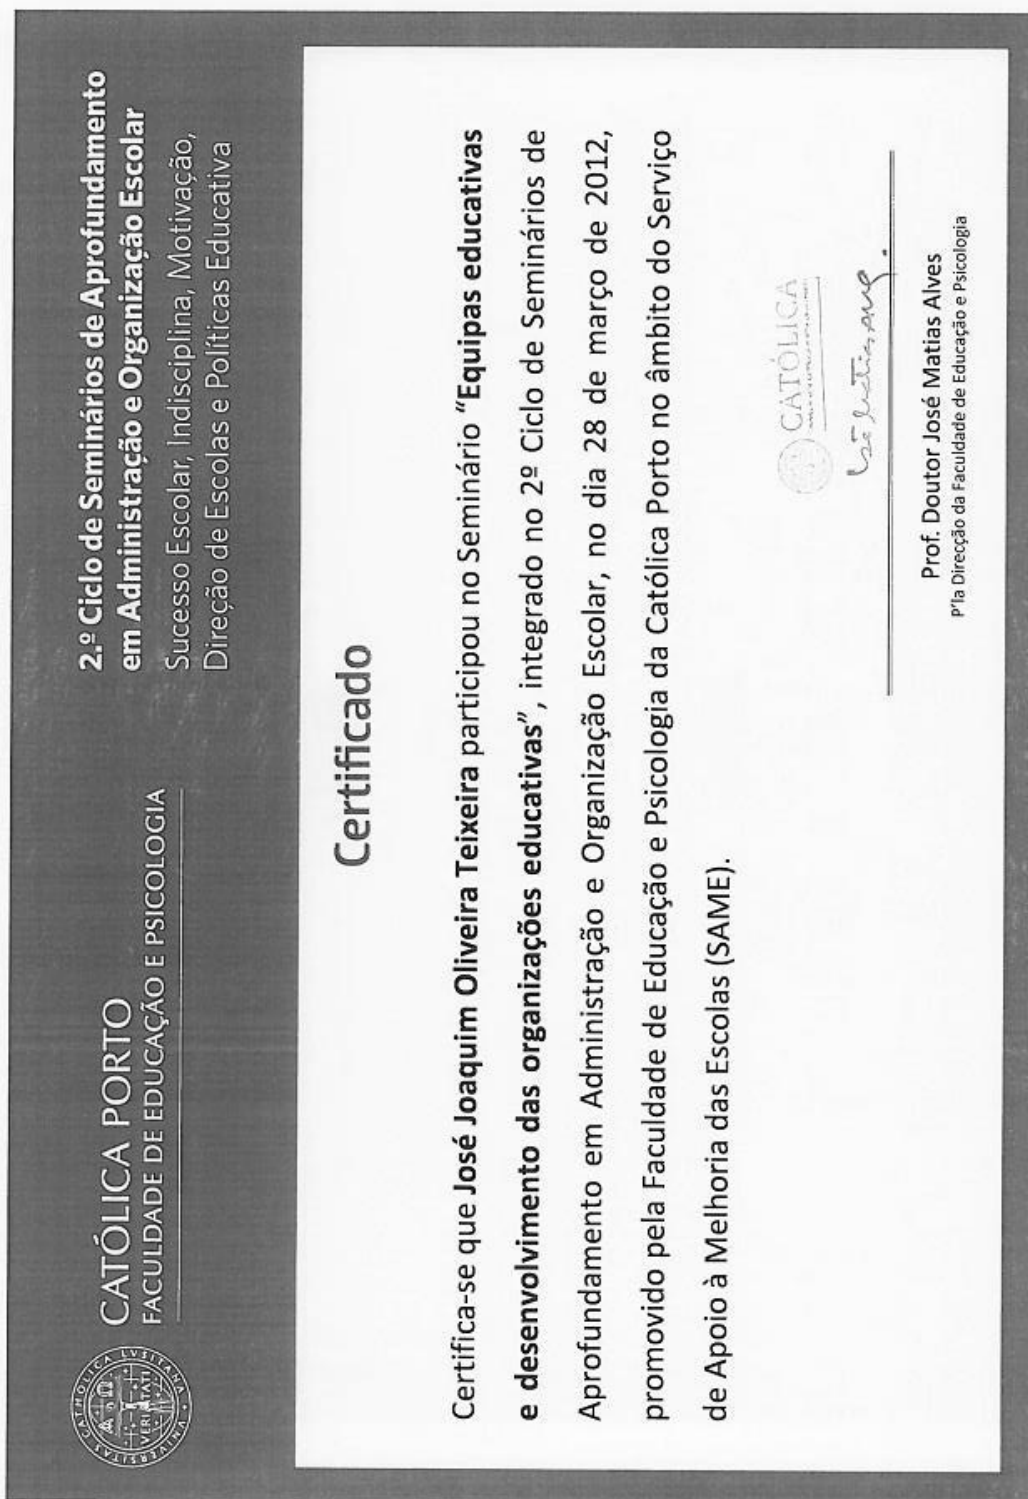 CATÓLICA PORTO
FACULDADE DE EDUCAÇÃO E PSICOLOGIA
UNIVERSITAS CATHOLICA LVSITANA
VERITATI
2.º Ciclo de Seminários de Aprofundamento
em Administração e Organização Escolar
Sucesso Escolar, Indisciplina, Motivação,
Direção de Escolas e Políticas Educativa
Certificado
Certifica-se que José Joaquim Oliveira Teixeira participou no Seminário "Equipas educativas
e desenvolvimento das organizações educativas", integrado no 2º Ciclo de Seminários de
Aprofundamento em Administração e Organização Escolar, no dia 28 de março de 2012,
promovido pela Faculdade de Educação e Psicologia da Católica Porto no âmbito do Serviço
de Apoio à Melhoria das Escolas (SAME).
CATÓLICA
Prof. Doutor José Matias Alves
P'la Direcção da Faculdade de Educação e Psicologia